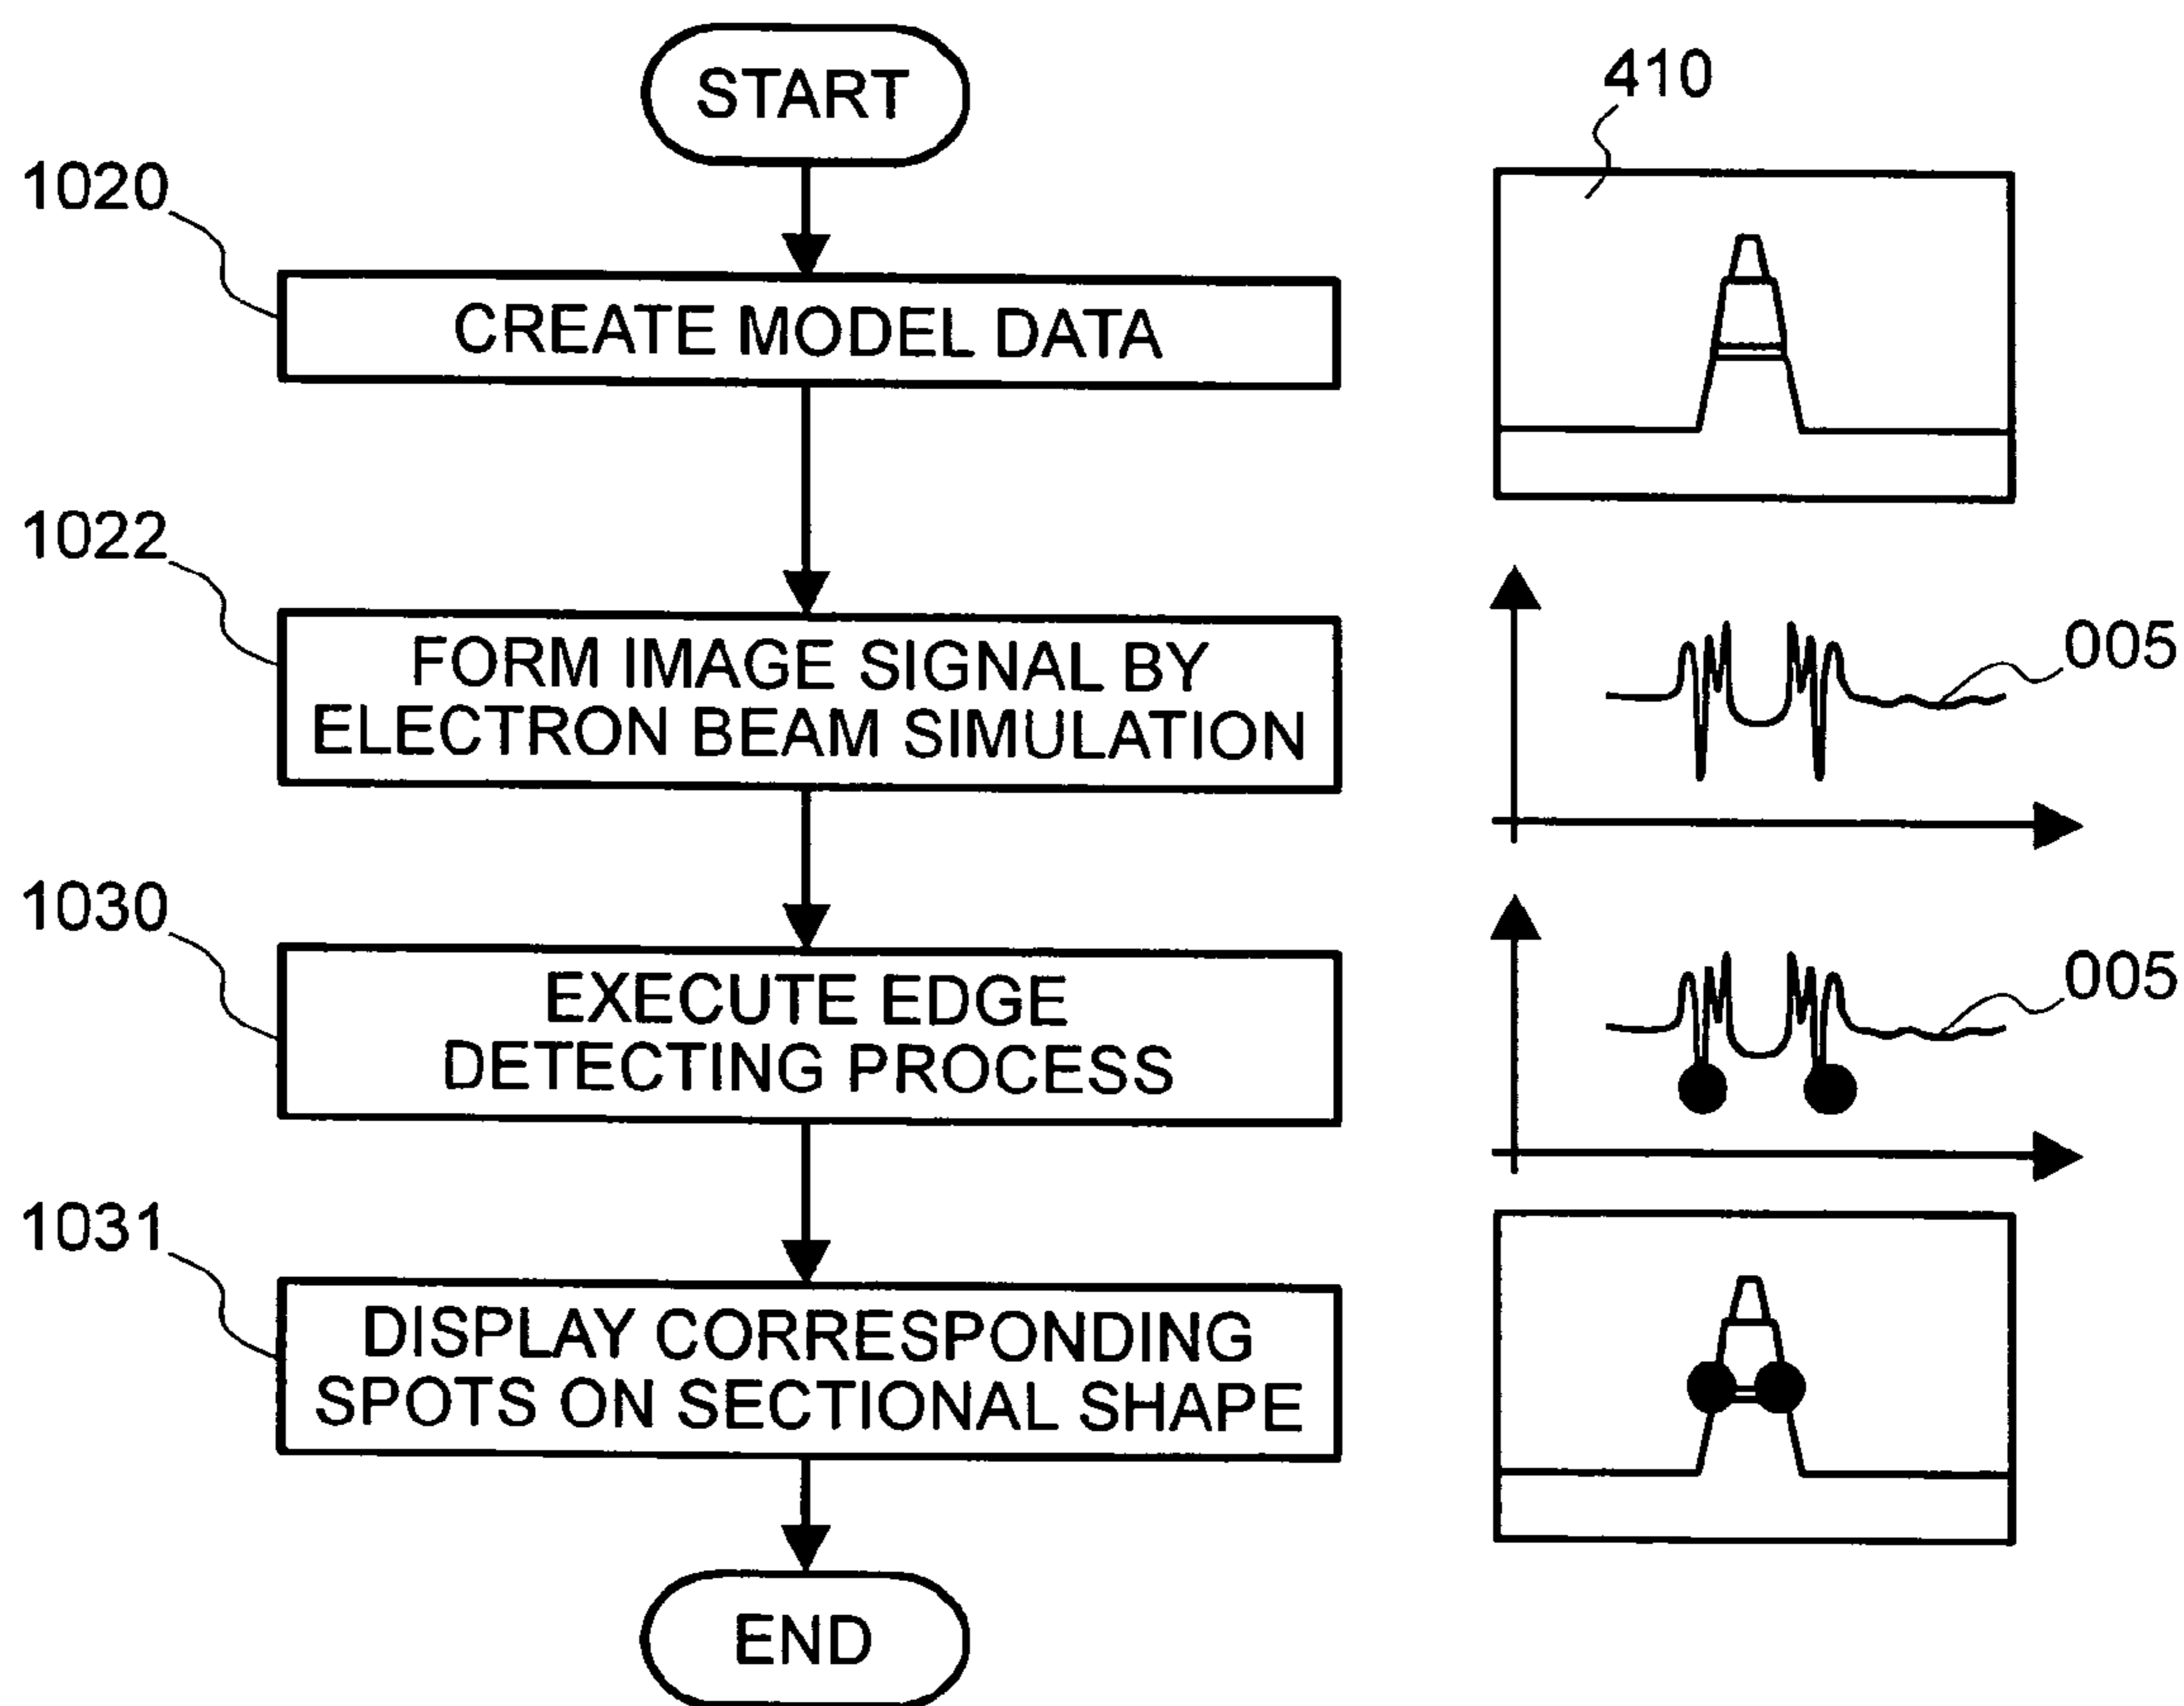 START
410
1020
CREATE MODEL DATA
1022
FORM IMAGE SIGNAL BY
ELECTRON BEAM SIMULATION
005
1030
EXECUTE EDGE
DETECTING PROCESS
005
1031
DISPLAY CORRESPONDING
SPOTS ON SECTIONAL SHAPE
END